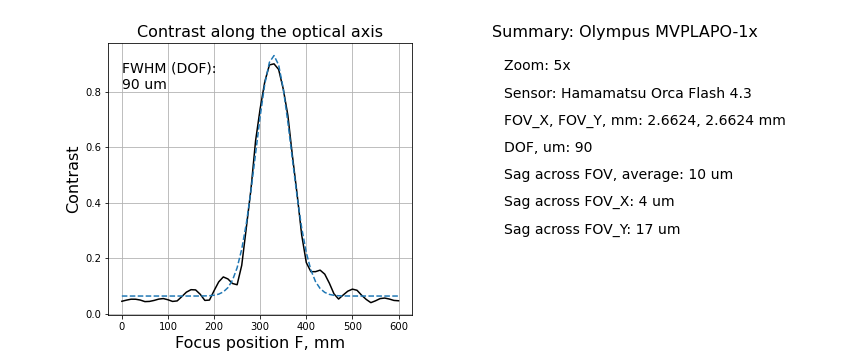 Contrast along the optical axis
FWHM (DOF):
90 um
Contrast
0.8
0.6
0.4
0.2
0.0
0 100 200 300 400 500 600
Focus position F, mm
Summary: Olympus MVPLAPO-1x
Zoom: 5x
Sensor: Hamamatsu Orca Flash 4.3
FOV_X, FOV_Y, mm: 2.6624, 2.6624 mm
DOF, um: 90
Sag across FOV, average: 10 um
Sag across FOV_X: 4 um
Sag across FOV_Y: 17 um